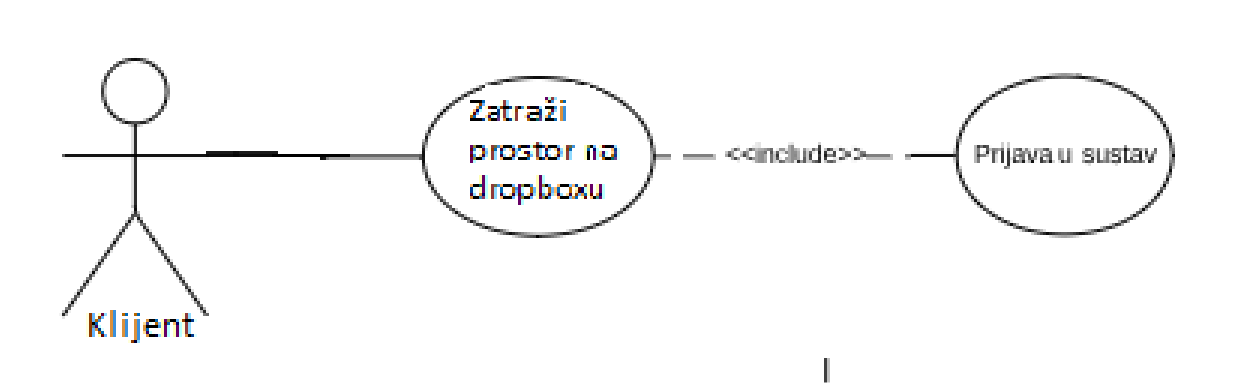 Zatraži
prostor na
dropboxu
<<include>>
Prijava u sustav
Klijent